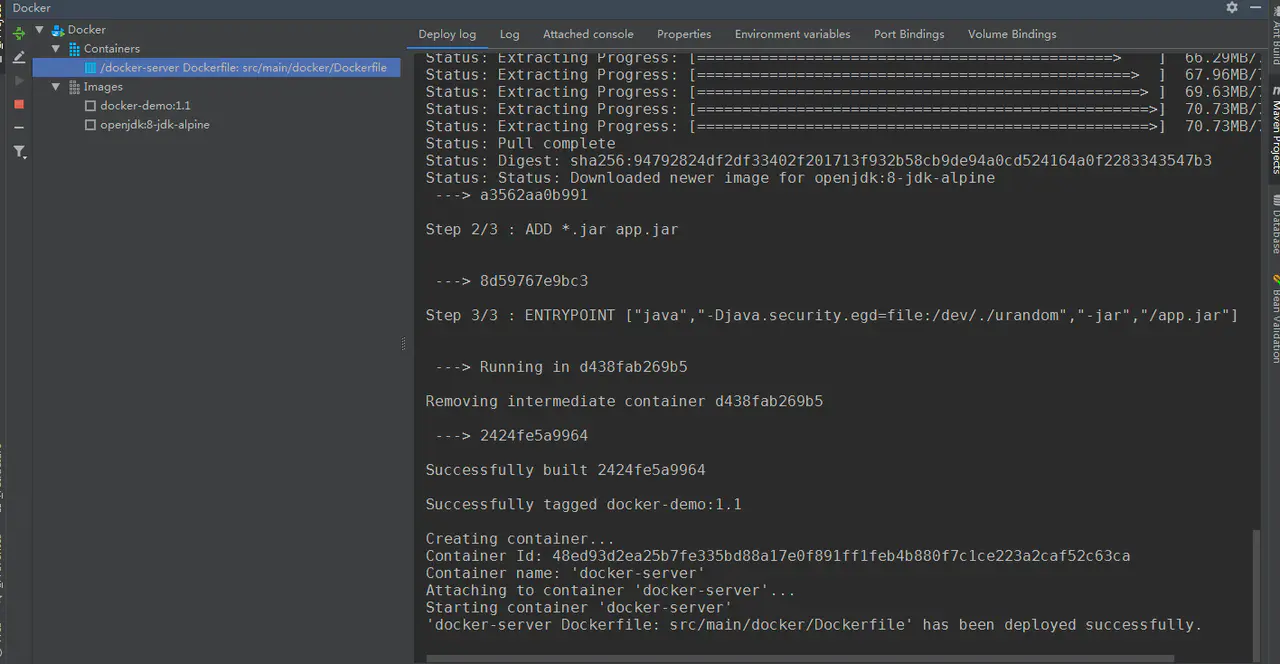 Docker
Docker
Containers
/docker-server Dockerfile: src/main/docker/Dockerfile
Images
docker-demo:1.1
openjdk:8-jdk-alpine
Deploy log Log Attached console Properties Environment variables Port Bindings Volume Bindings
Status: Extracting Progress: [==============================================> ] 66.29MB/
Status: Extracting Progress: [================================================> ] 67.96MB/
Status: Extracting Progress: [=================================================> ] 69.63MB/
Status: Extracting Progress: [==================================================>] 70.73MB/
Status: Extracting Progress: [==================================================>] 70.73MB/
Status: Pull complete
Status: Digest: sha256:94792824df2df33402f201713f932b58cb9de94a0cd524164a0f2283343547b3
Status: Status: Downloaded newer image for openjdk:8-jdk-alpine
---> a3562aa0b991
Step 2/3 : ADD *.jar app.jar
---> 8d59767e9bc3
Step 3/3 : ENTRYPOINT ["java","-Djava.security.egd=file:/dev/./urandom","-jar","/app.jar"]
---> Running in d438fab269b5
Removing intermediate container d438fab269b5
---> 2424fe5a9964
Successfully built 2424fe5a9964
Successfully tagged docker-demo:1.1
Creating container...
Container Id: 48ed93d2ea25b7fe335bd88a17e0f891ff1feb4b880f7c1ce223a2caf52c63ca
Container name: 'docker-server'
Attaching to container 'docker-server'...
Starting container 'docker-server'
'docker-server Dockerfile: src/main/docker/Dockerfile' has been deployed successfully.
Maven Projects
Database
Bean Validation